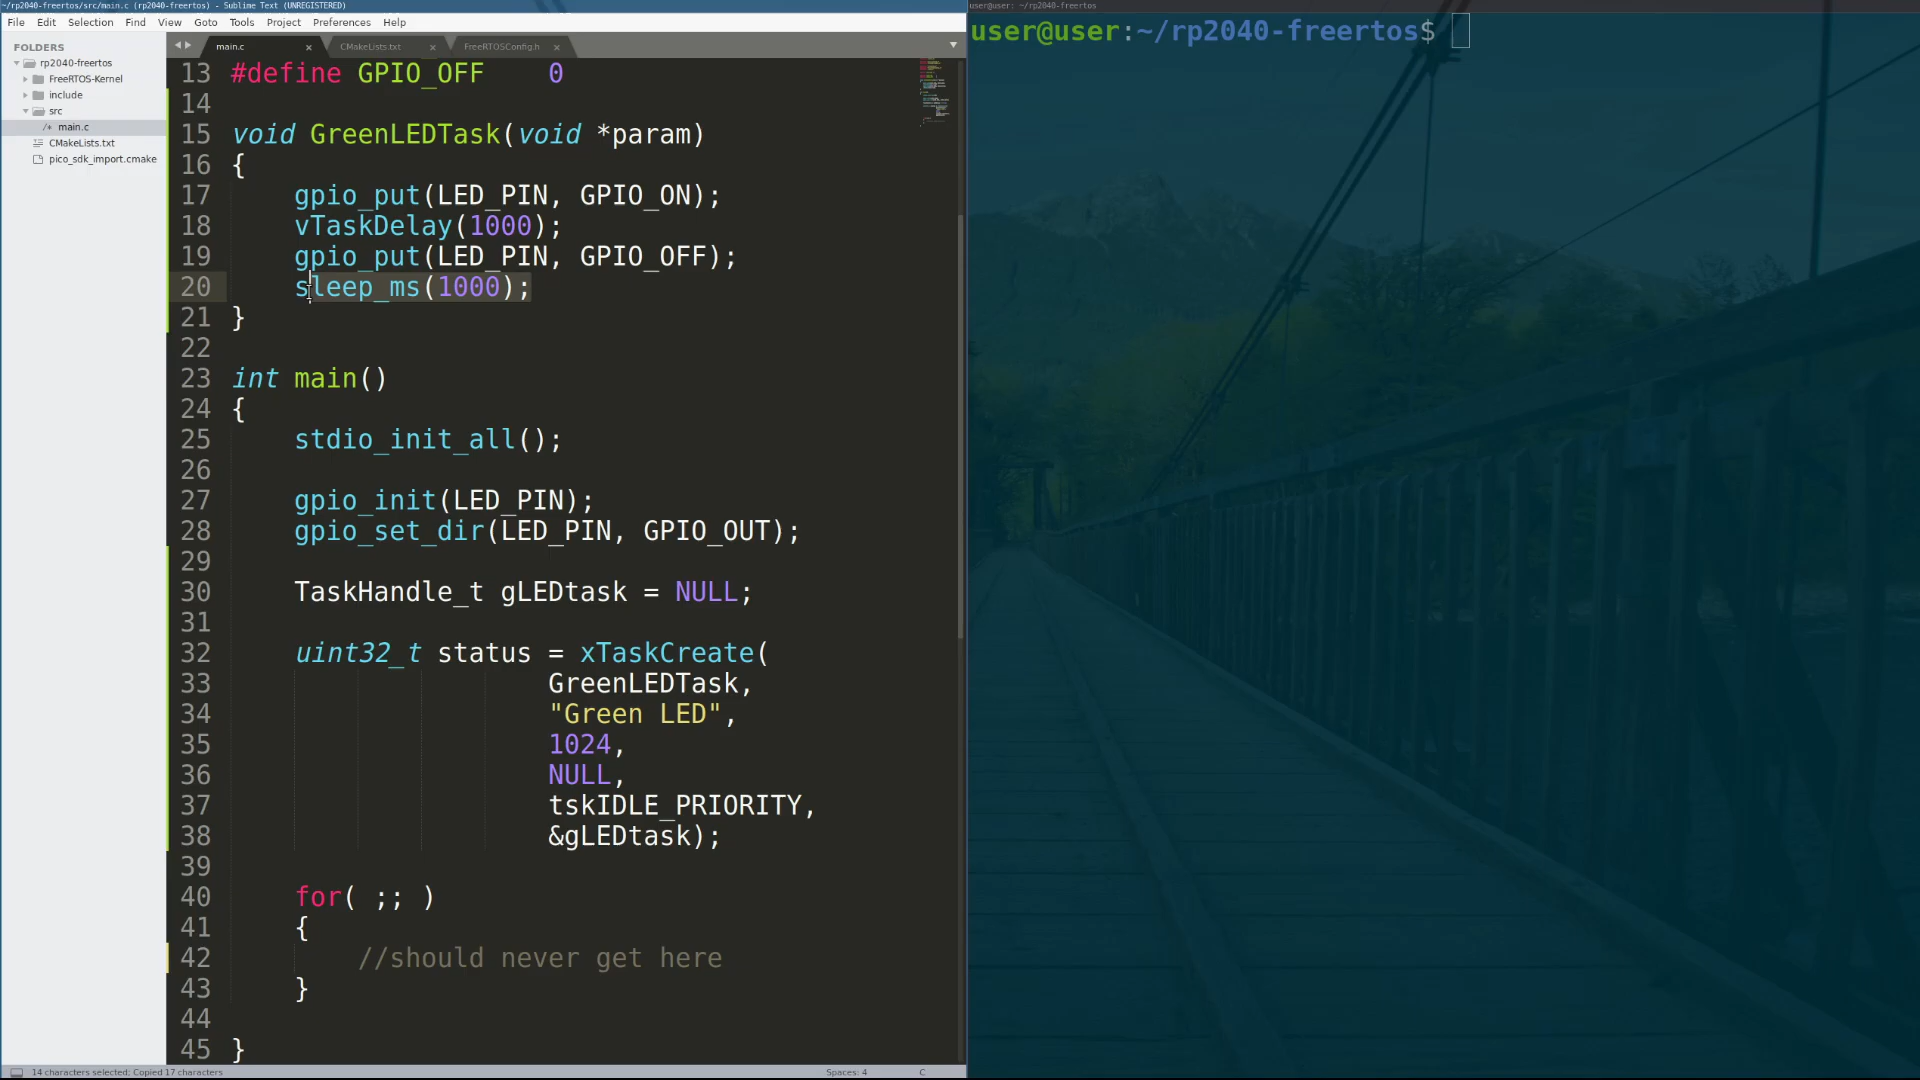 ~/rp2040-freertos/src/main.c (rp2040-freertos) - Sublime Text (UNREGISTERED)
File Edit Selection Find View Goto Tools Project Preferences Help
FOLDERS
rp2040-freertos
FreeRTOS-Kernel
include
src
main.c
CMakeLists.txt
pico_sdk_import.cmake
main.c CMakeLists.txt FreeRTOSConfig.h
13 #define GPIO_OFF 0
14
15 void GreenLEDTask(void *param)
16 {
17 gpio_put(LED_PIN, GPIO_ON);
18 vTaskDelay(1000);
19 gpio_put(LED_PIN, GPIO_OFF);
20 sleep_ms(1000);
21 }
22
23 int main()
24 {
25 stdio_init_all();
26
27 gpio_init(LED_PIN);
28 gpio_set_dir(LED_PIN, GPIO_OUT);
29
30 TaskHandle_t gLEDtask = NULL;
31
32 uint32_t status = xTaskCreate(
33 GreenLEDTask,
34 "Green LED",
35 1024,
36 NULL,
37 tskIDLE_PRIORITY,
38 &gLEDtask);
39
40 for( ;; )
41 {
42 //should never get here
43 }
44
45 }
14 characters selected; Copied 17 characters Spaces: 4 C
user@user: ~/rp2040-freertos
user@user:~/rp2040-freertos$